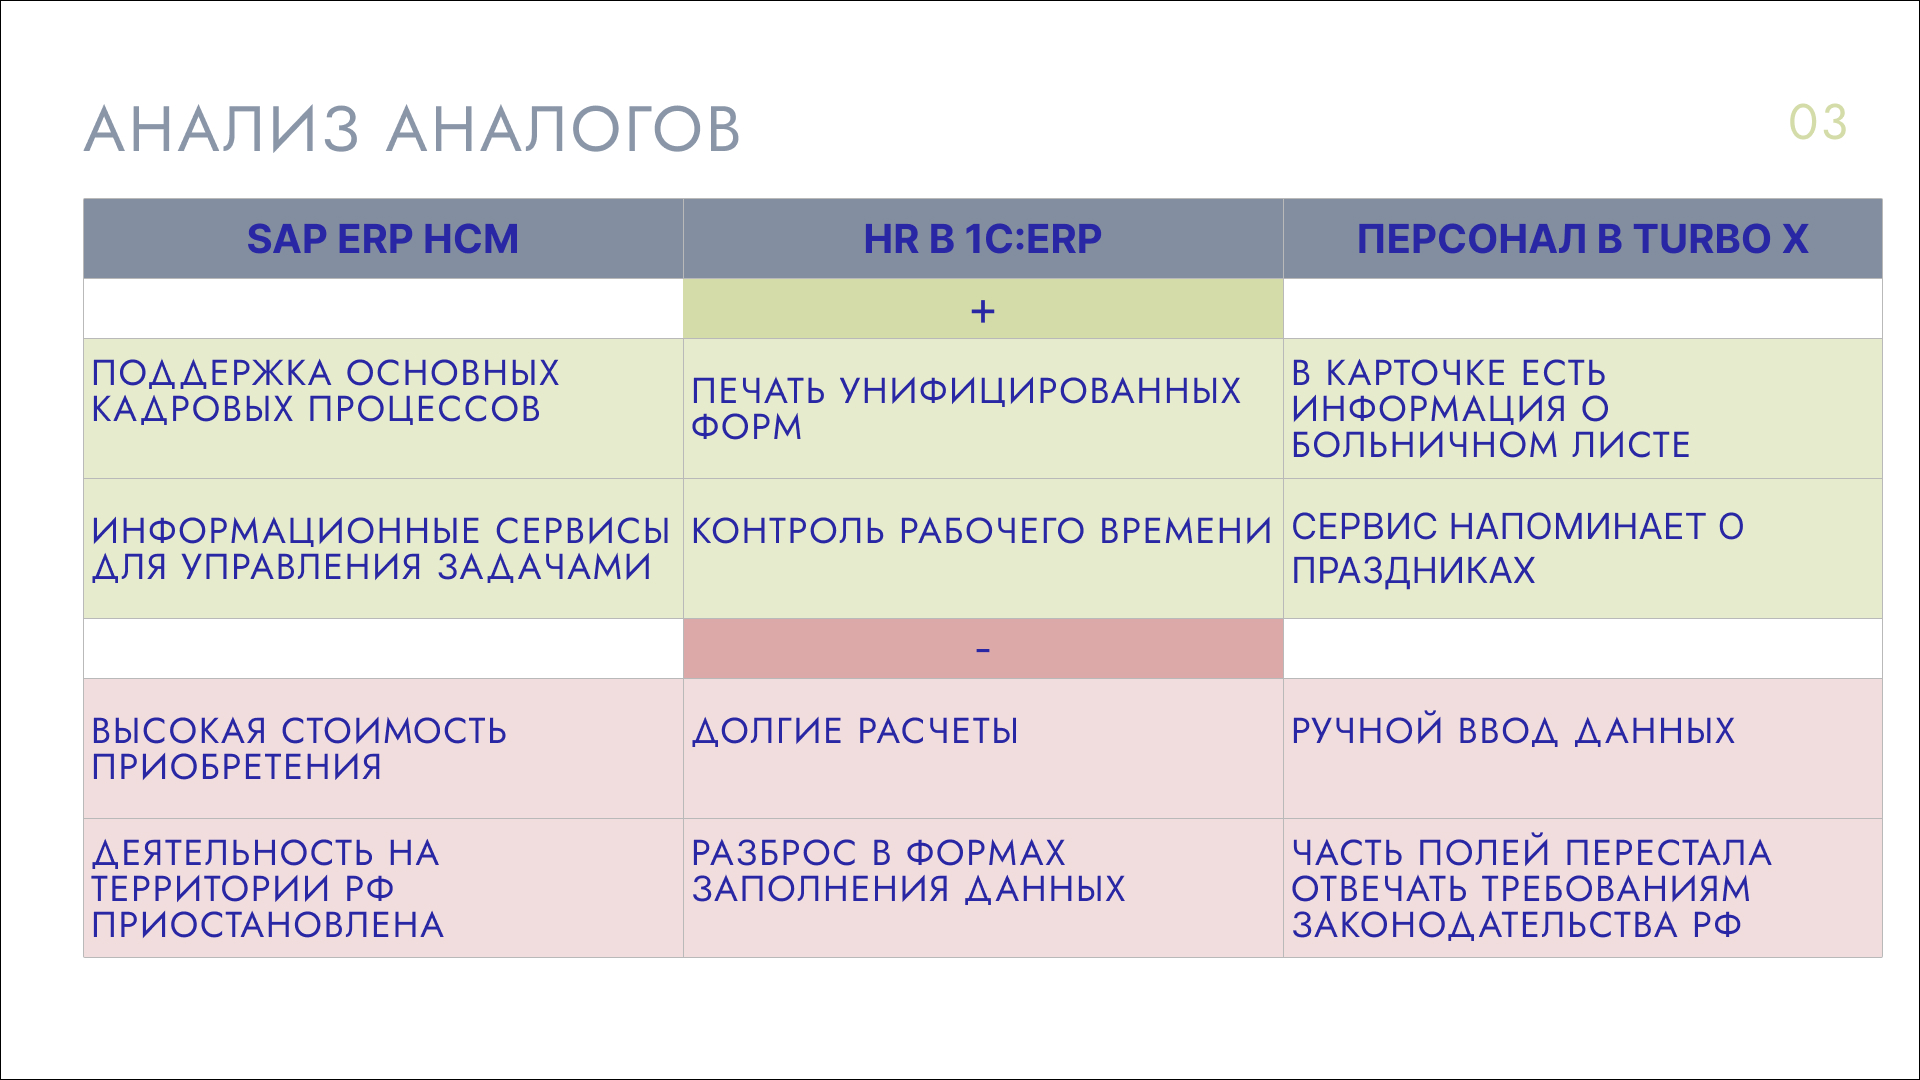 АНАЛИЗ АНАЛОГОВ
03
SAP ERP HCM
HR В 1С:ERP
ПЕРСОНАЛ В TURBO X
+
ПОДДЕРЖКА ОСНОВНЫХ
КАДРОВЫХ ПРОЦЕССОВ
ПЕЧАТЬ УНИФИЦИРОВАННЫХ
ФОРМ
В КАРТОЧКЕ ЕСТЬ
ИНФОРМАЦИЯ О
БОЛЬНИЧНОМ ЛИСТЕ
ИНФОРМАЦИОННЫЕ СЕРВИСЫ
ДЛЯ УПРАВЛЕНИЯ ЗАДАЧАМИ
КОНТРОЛЬ РАБОЧЕГО ВРЕМЕНИ
СЕРВИС НАПОМИНАЕТ О
ПРАЗДНИКАХ
-
ВЫСОКАЯ СТОИМОСТЬ
ПРИОБРЕТЕНИЯ
ДОЛГИЕ РАСЧЕТЫ
РУЧНОЙ ВВОД ДАННЫХ
ДЕЯТЕЛЬНОСТЬ НА
ТЕРРИТОРИИ РФ
ПРИОСТАНОВЛЕНА
РАЗБРОС В ФОРМАХ
ЗАПОЛНЕНИЯ ДАННЫХ
ЧАСТЬ ПОЛЕЙ ПЕРЕСТАЛА
ОТВЕЧАТЬ ТРЕБОВАНИЯМ
ЗАКОНОДАТЕЛЬСТВА РФ